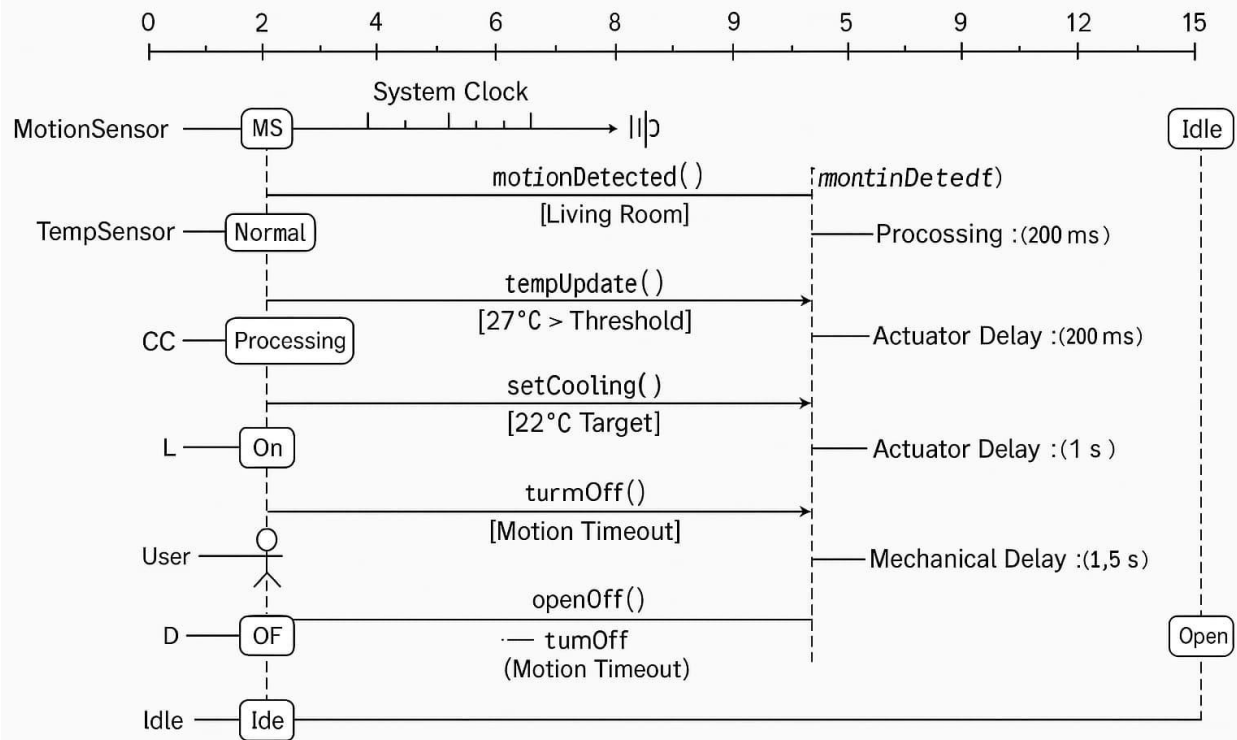 0 2 4 6 8 9 5 9 12 15
System Clock
MotionSensor MS Idle
motionDetected() rmontinDetedf)
[Living Room]
TempSensor Normal Procossing :(200 ms)
tempUpdate()
[27°C > Threshold]
CC Processing Actuator Delay :(200 ms)
setCooling()
[22°C Target]
L On Actuator Delay :(1 s)
turmOff()
[Motion Timeout]
User Mechanical Delay :(1,5 s)
openOff()
D OF tumOff Open
(Motion Timeout)
Idle Ide